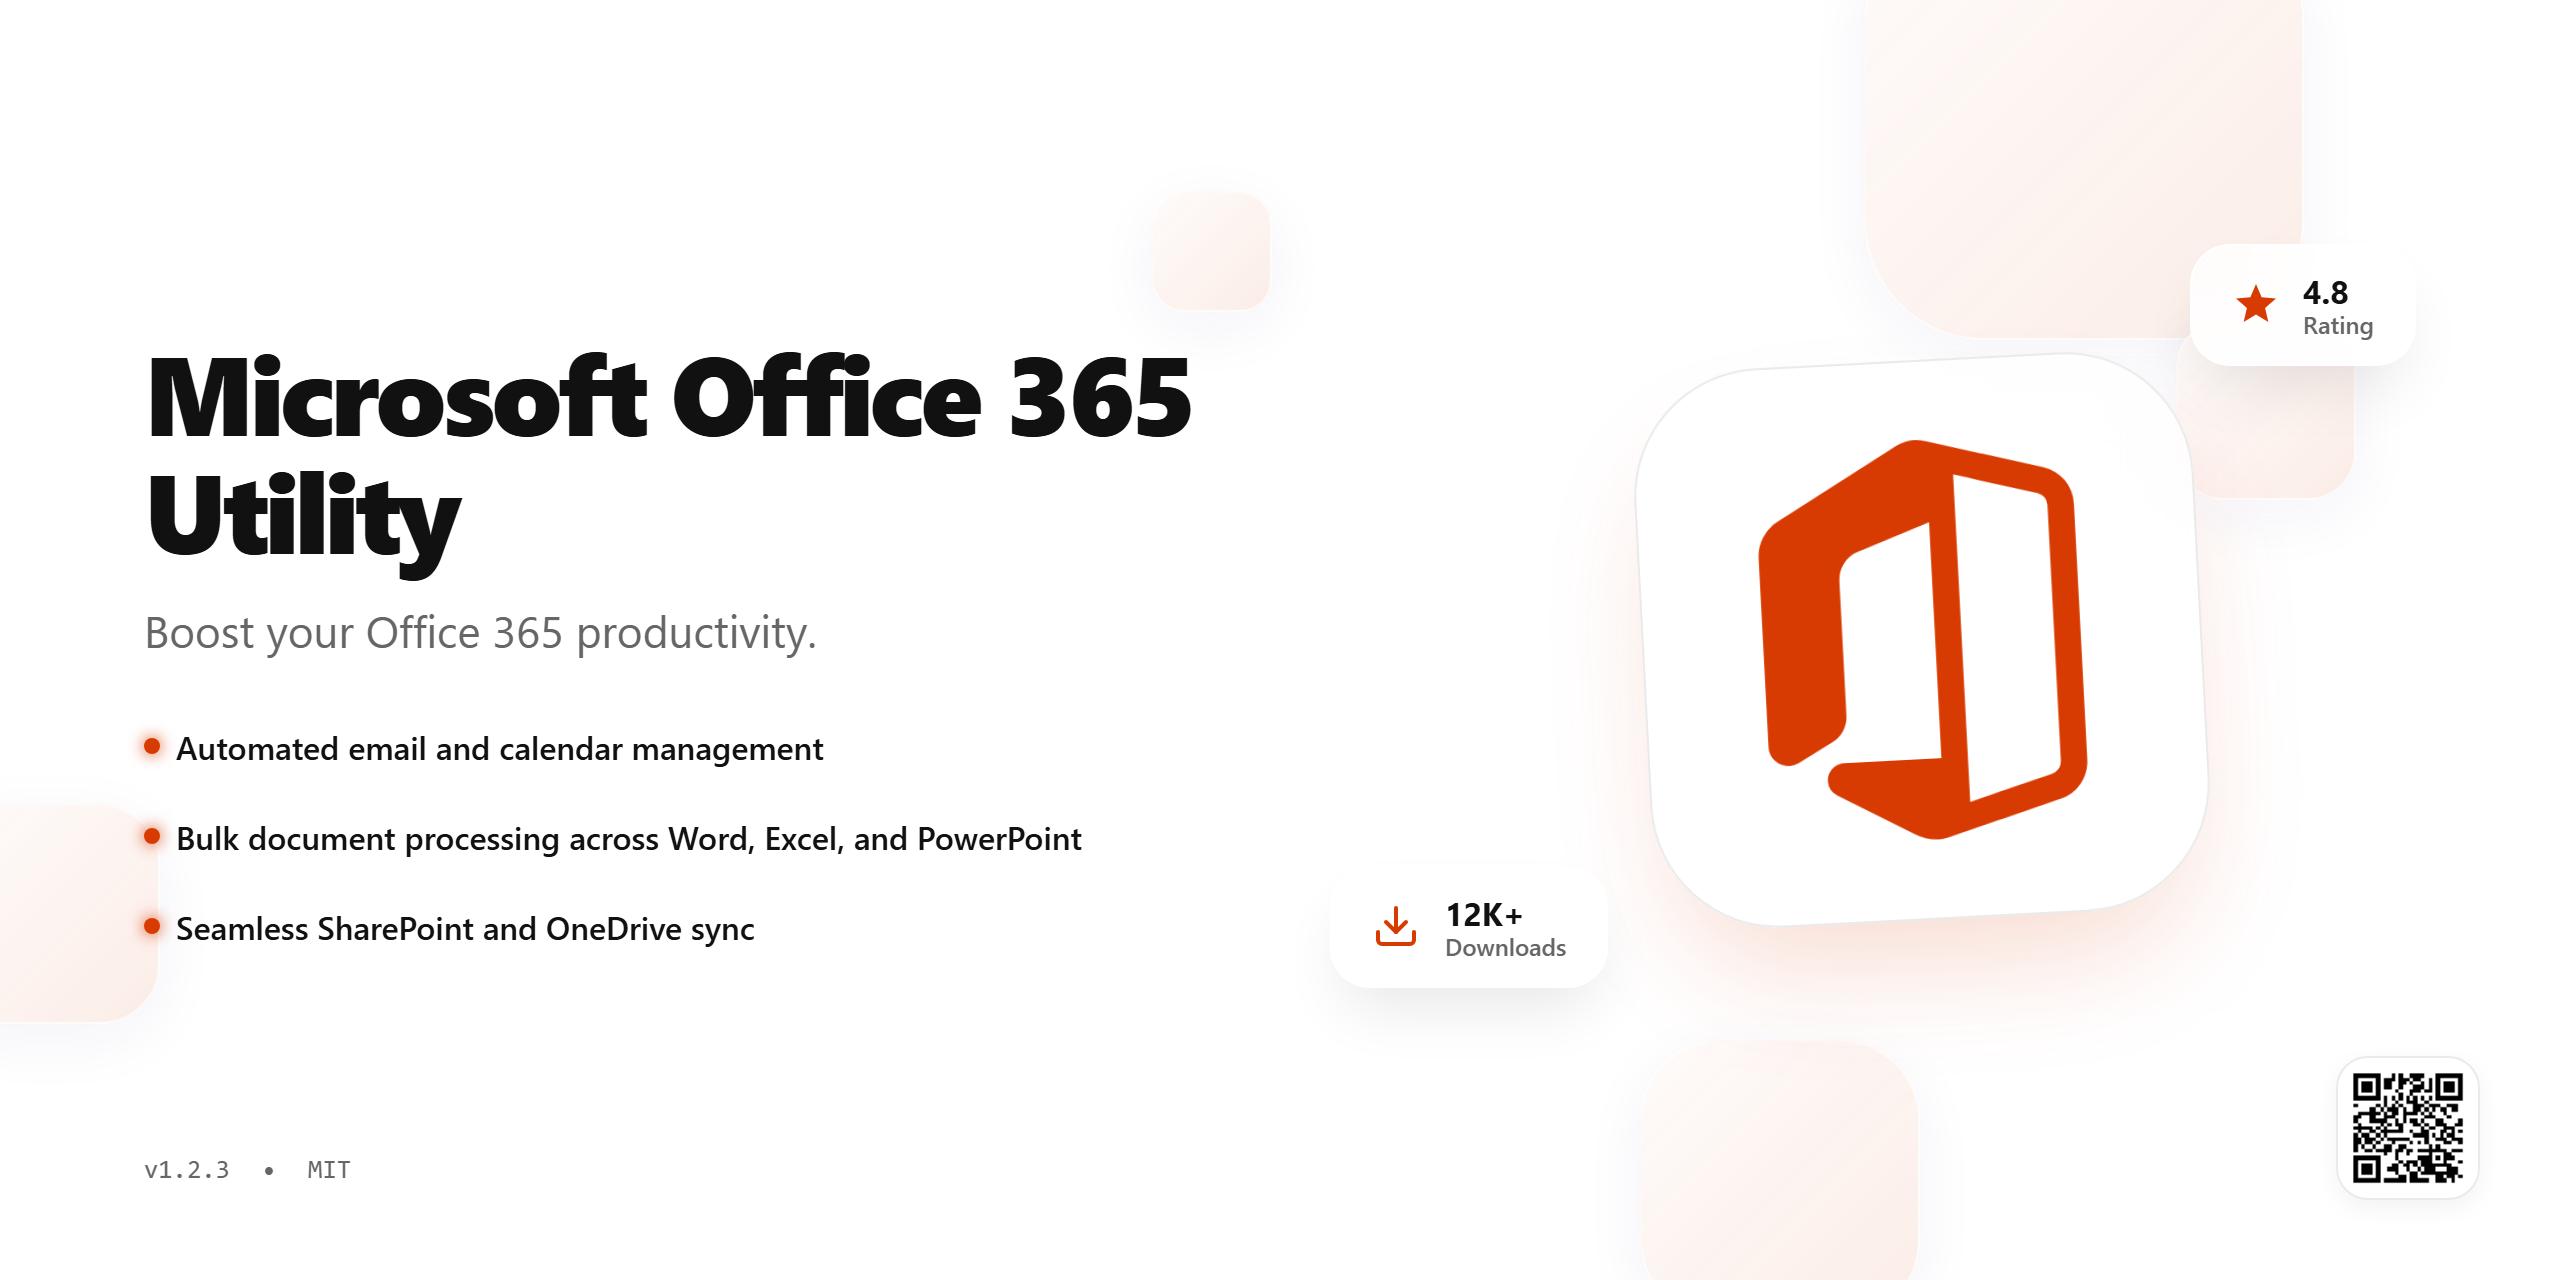 Microsoft Office 365
Utility
Boost your Office 365 productivity.
Automated email and calendar management
Bulk document processing across Word, Excel, and PowerPoint
Seamless SharePoint and OneDrive sync
v1.2.3 • MIT
4.8
Rating
12K+
Downloads